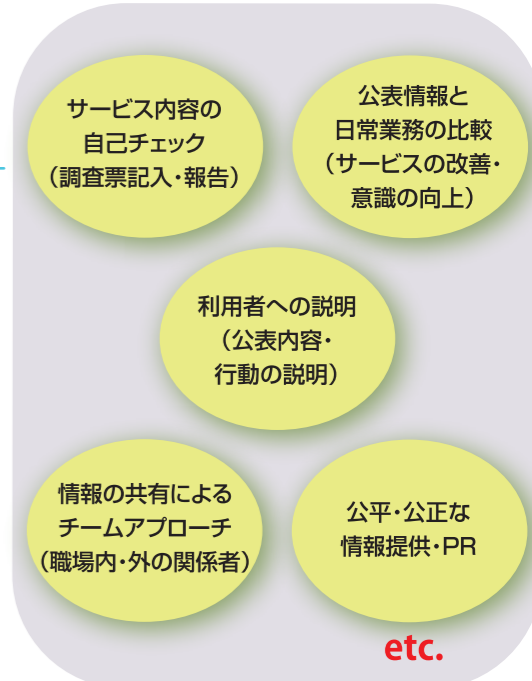 サービス内容の
自己チェック
（調査票記入・報告）
公表情報と
日常業務の比較
（サービスの改善・
意識の向上）
利用者への説明
（公表内容・
行動の説明）
情報の共有による
チームアプローチ
（職場内・外の関係者）
公平・公正な
情報提供・PR
etc.